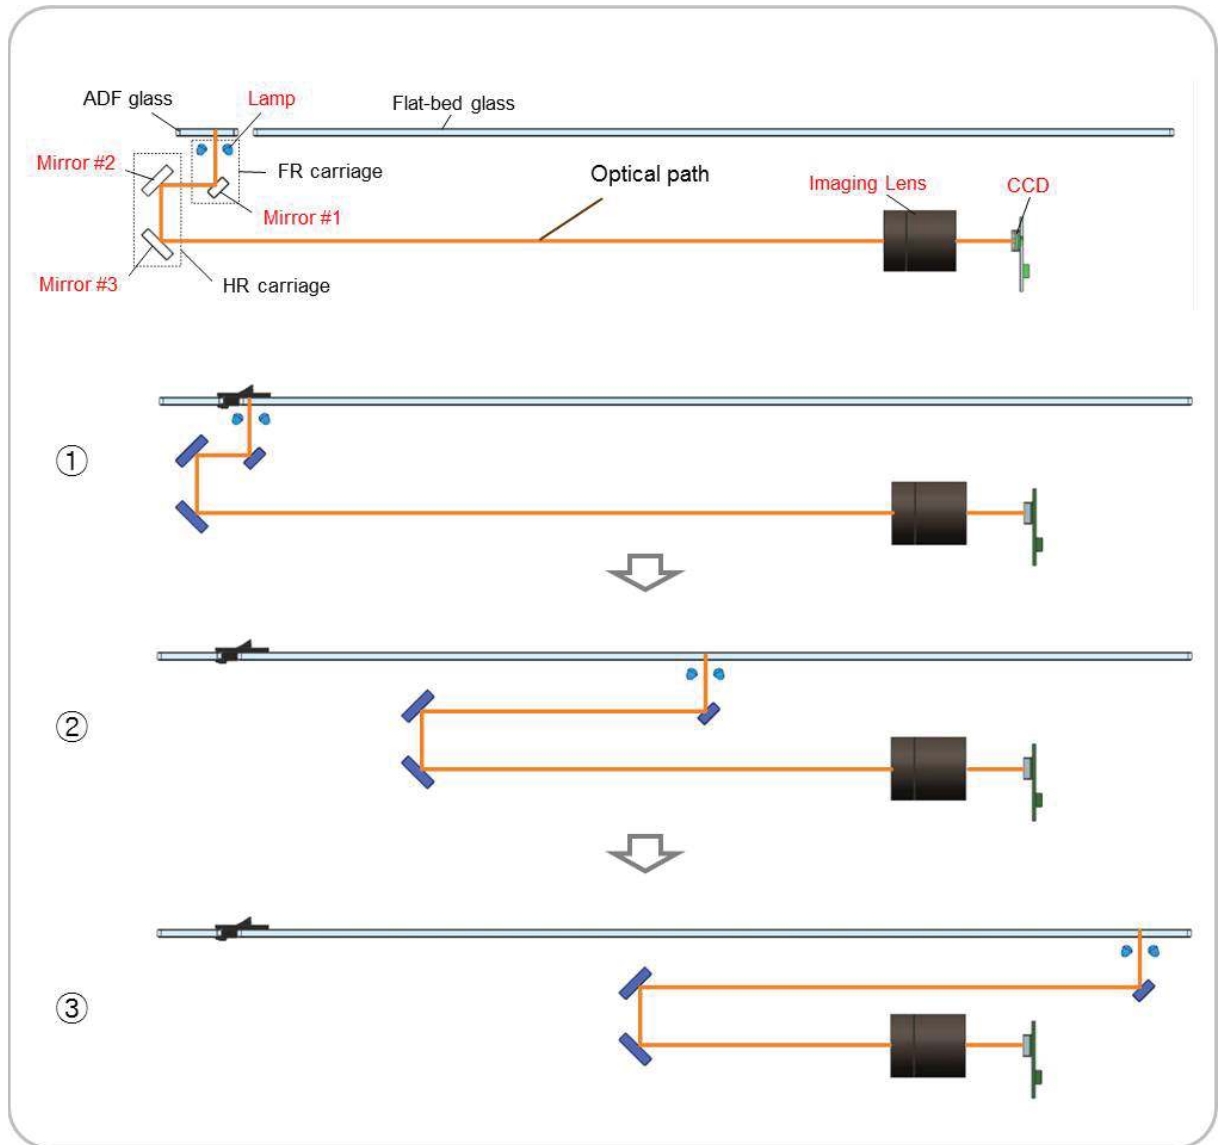 ADF glass
Lamp
Flat-bed glass
Mirror #2
FR carriage
Optical path
Imaging Lens
CCD
Mirror #1
Mirror #3
HR carriage
①
②
③